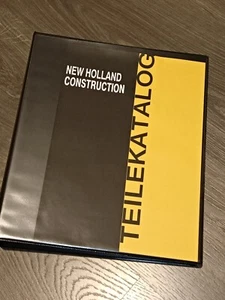 NEW HOLLAND
CONSTRUCTION
TEILEKATALOG